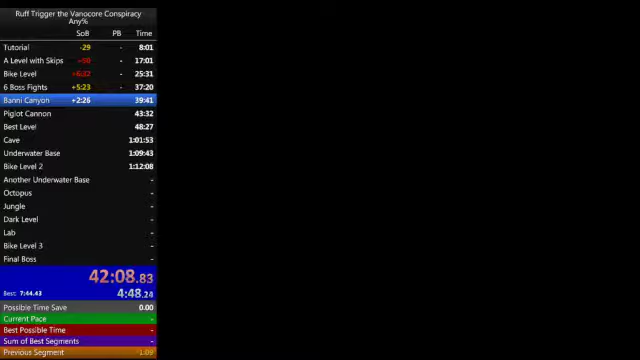 Ruff Trigger the Vanocore Conspiracy
Any%
SoB PB Time
Tutorial -29 - 8:01
A Level with Skips - 17:01
Bike Level +6:32 - 25:31
6 Boss Fights +5:23 - 37:20
Banni Canyon +2:26 39:41
Piglot Cannon 43:32
Best Level 48:27
Cave 1:01:53
Underwater Base 1:09:43
Bike Level 2 1:12:08
Another Underwater Base -
Octopus -
Jungle -
Dark Level -
Lab -
Bike Level 3 -
Final Boss -
42:08.83
Best: 7:44.43 4:48.24
Possible Time Save 0.00
Current Pace -
Best Possible Time -
Sum of Best Segments -
Previous Segment -1:09